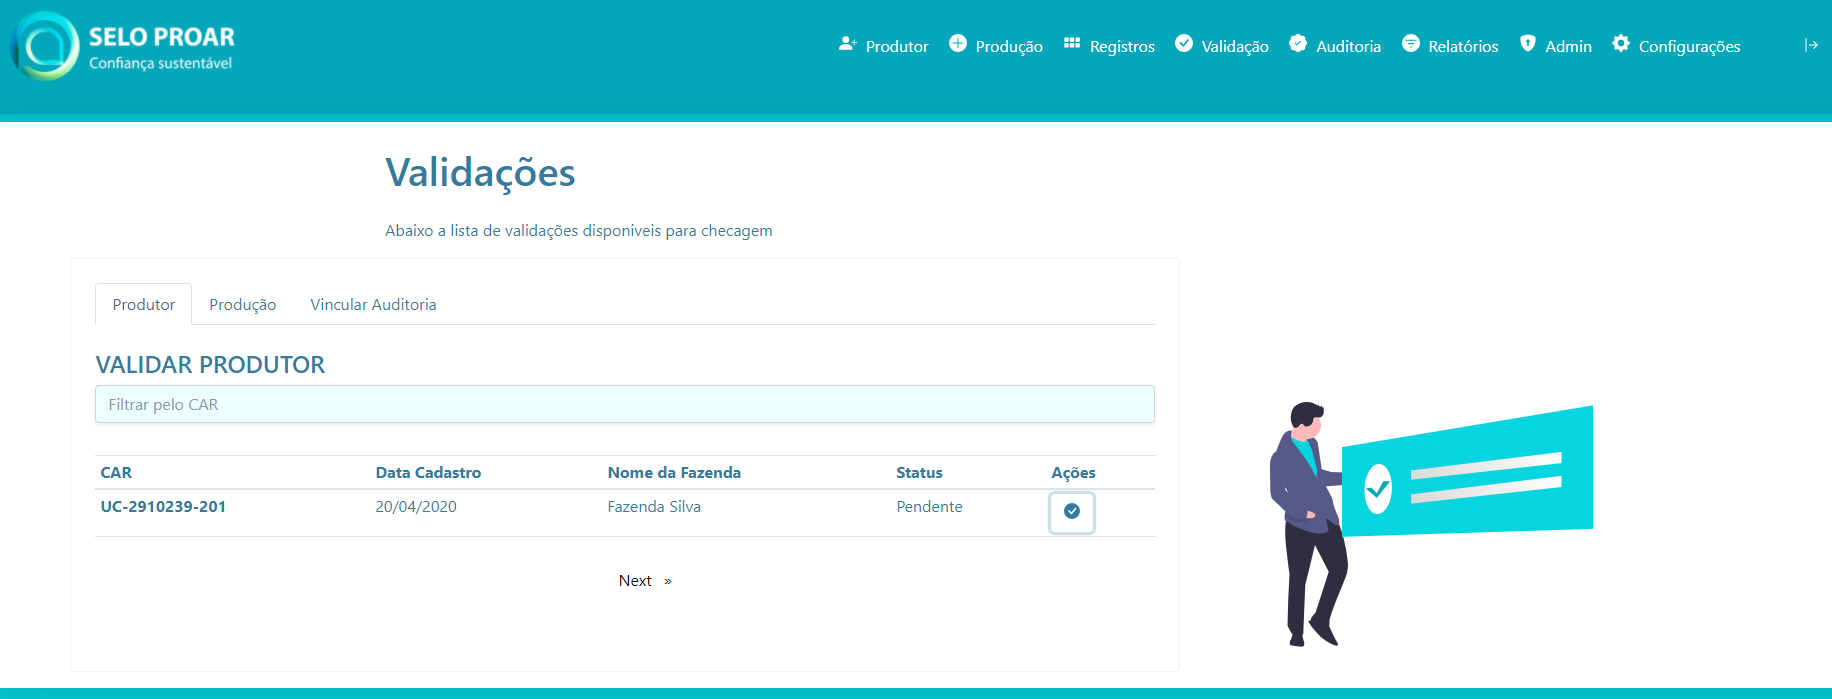 SELO PROAR
Confiança sustentável
Produtor Produção Registros Validação Auditoria Relatórios Admin Configurações
Validações
Abaixo a lista de validações disponiveis para checagem
Produtor Produção Vincular Auditoria
VALIDAR PRODUTOR
Filtrar pelo CAR
CAR Data Cadastro Nome da Fazenda Status Ações
UC-2910239-201 20/04/2020 Fazenda Silva Pendente
Next »